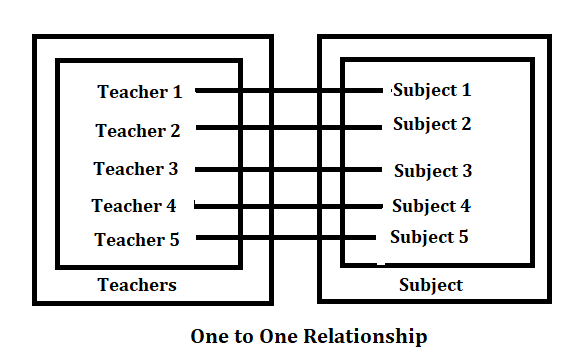 Teacher 1
Teacher 2
Teacher 3
Teacher 4
Teacher 5
Teachers
Subject 1
Subject 2
Subject 3
Subject 4
Subject 5
Subject
One to One Relationship